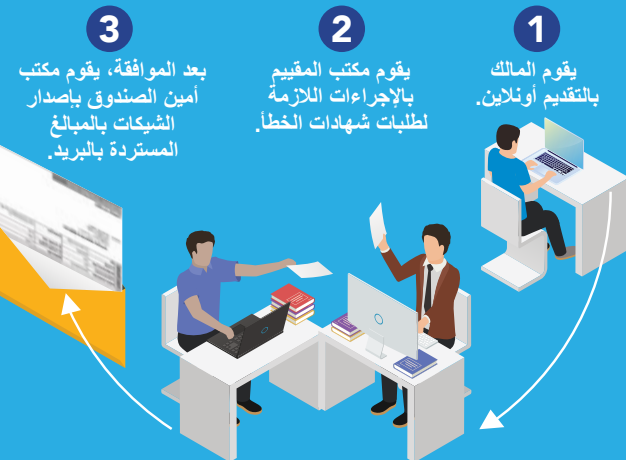 1
يقوم المالك
بالتقديم أونلاين.
2
يقوم مكتب المقييم
بالإجراءات اللازمة
لطلبات شهادات الخطأ.
3
بعد الموافقة، يقوم مكتب
أمين الصندوق بإصدار
الشيكات بالمبالغ
المستردة بالبريد.